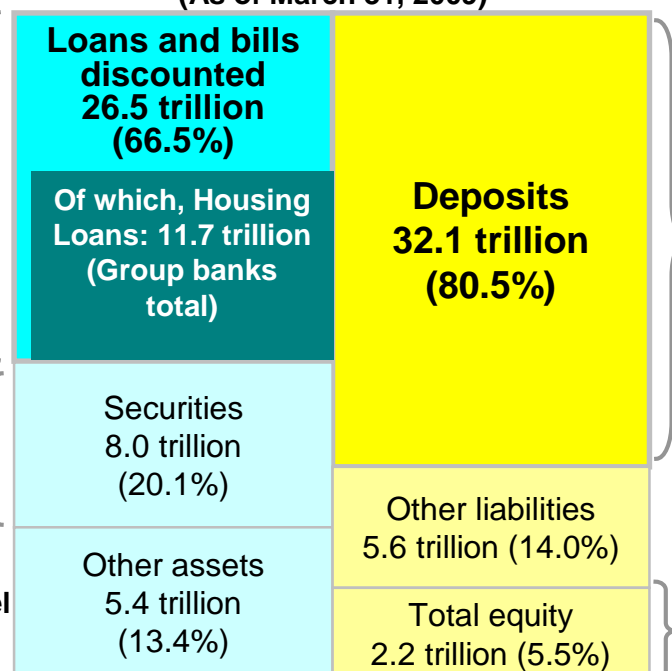 Loans and bills
discounted
26.5 trillion
(66.5%)
Of which, Housing
Loans: 11.7 trillion
(Group banks
total)
Securities
8.0 trillion
(20.1%)
Other assets
5.4 trillion
(13.4%)
Deposits
32.1 trillion
(80.5%)
Other liabilities
5.6 trillion (14.0%)
Total equity
2.2 trillion (5.5%)